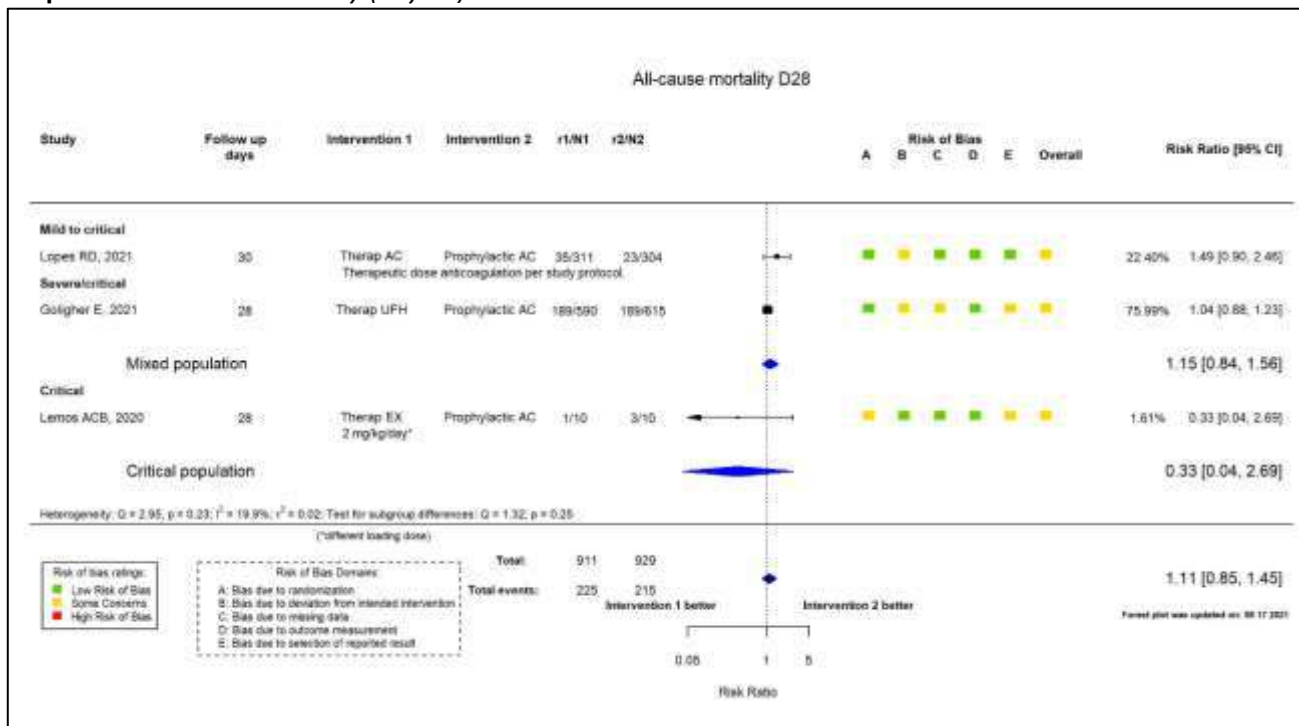 All-cause mortality D28
Study Follow up days Intervention 1 Intervention 2 r1/N1 r2/N2 Risk of Bias A B C D E Overall Risk Ratio [95% CI]
Mild to critical
Lopes RD, 2021 30 Therap AC Prophylactic AC 35/311 23/304 22.40% 1.49 [0.90, 2.46]
Therapeutic dose anticoagulation per study protocol.
Severe/critical
Goligher E, 2021 28 Therap UFH Prophylactic AC 189/590 189/615 75.99% 1.04 [0.88, 1.23]
Mixed population 1.15 [0.84, 1.56]
Critical
Lemos ACB, 2020 28 Therap EX Prophylactic AC 1/10 3/10 1.61% 0.33 [0.04, 2.69]
2 mg/kg/day*
Critical population 0.33 [0.04, 2.69]
Heterogeneity: Q = 2.95, p = 0.23; I² = 19.9%; τ² = 0.02; Test for subgroup differences: Q = 1.32, p = 0.25
(*different loading dose)
Total: 911 929
Total events: 225 215
1.11 [0.85, 1.45]
Risk of bias ratings:
Low Risk of Bias
Some Concerns
High Risk of Bias
Risk of Bias Domains:
A: Bias due to randomization
B: Bias due to deviation from intended intervention
C: Bias due to missing data
D: Bias due to outcome measurement
E: Bias due to selection of reported result
Intervention 1 better Intervention 2 better
Forest plot was updated on: 08 17 2021
0.05 1 5
Risk Ratio